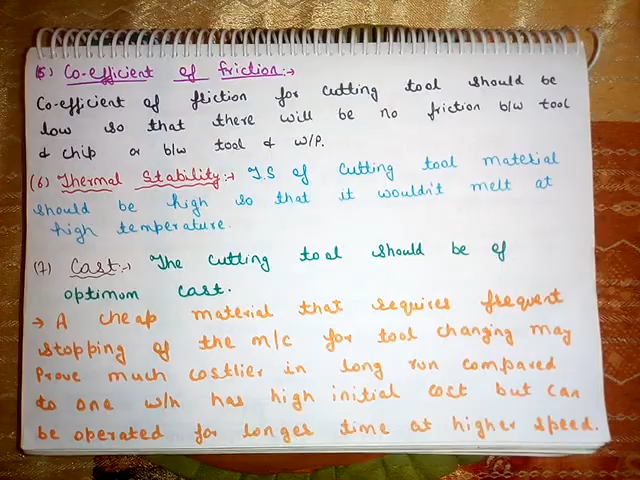 (5) Co-efficient of friction:→
Co-efficient of fliction for cutting tool should be
low so that there will be no friction b/w tool
& chip or b/w tool & w/p.
(6) Thermal Stability:- T.S of cutting tool material
should be high so that it wouldn't melt at
high temperature.
(7) Cast:→ The cutting tool should be of
optimum cast.
→ A cheap material that requires frequent
stopping of the m/c for tool changing may
Prove much costlier in long run compared
to one w/h has high initial cost but can
be operated for longer time at higher speed.